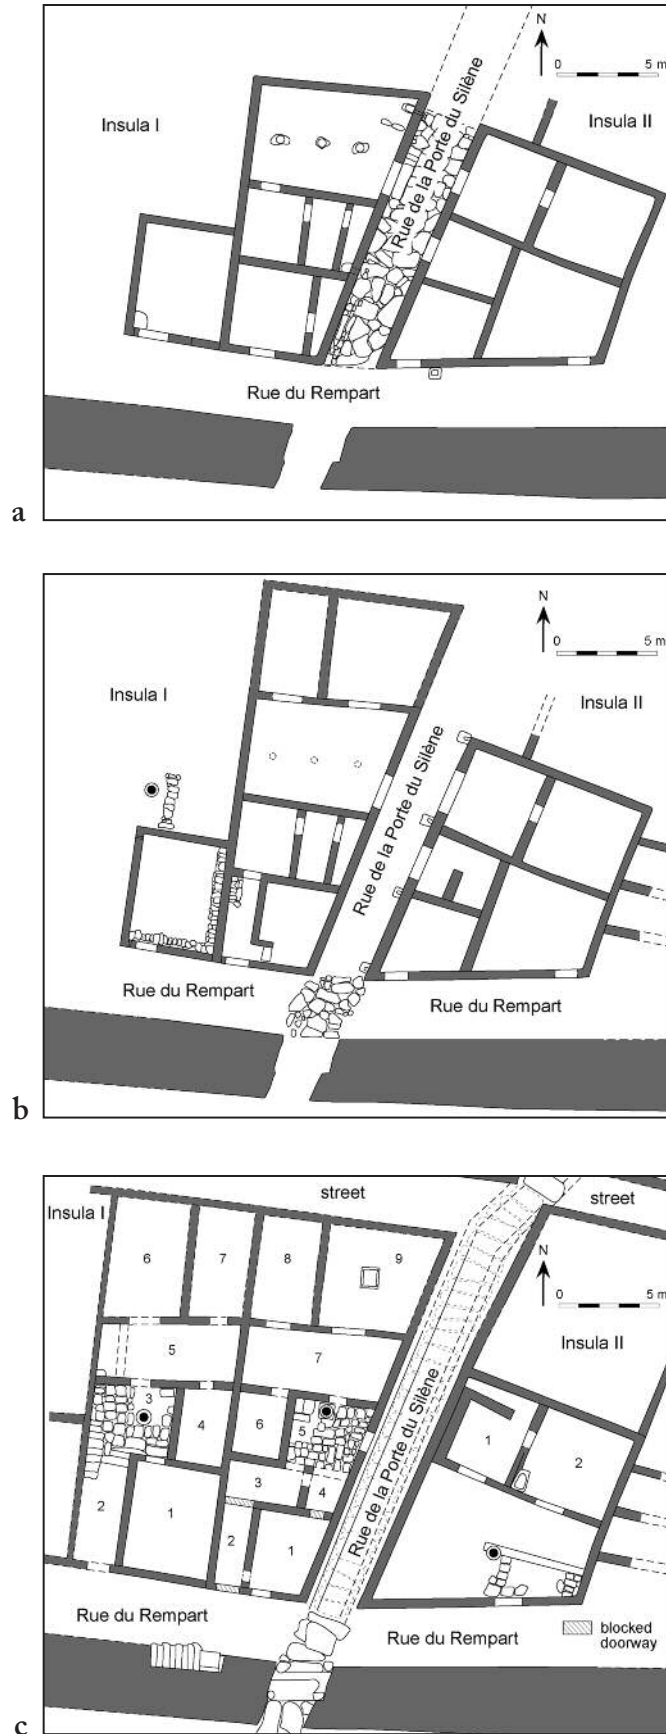 N
0 5 m
Insula I
Insula II
Rue de la Porte du Silène
Rue du Rempart
a
N
0 5 m
Insula I
Insula II
Rue de la Porte du Silène
Rue du Rempart
Rue du Rempart
b
street
street
Insula I
N
0 5 m
6
7
8
9
5
7
Insula II
3
4
6
5
1
2
3
4
2
1
2
1
Rue de la Porte du Silène
Rue du Rempart
Rue du Rempart
blocked
doorway
c